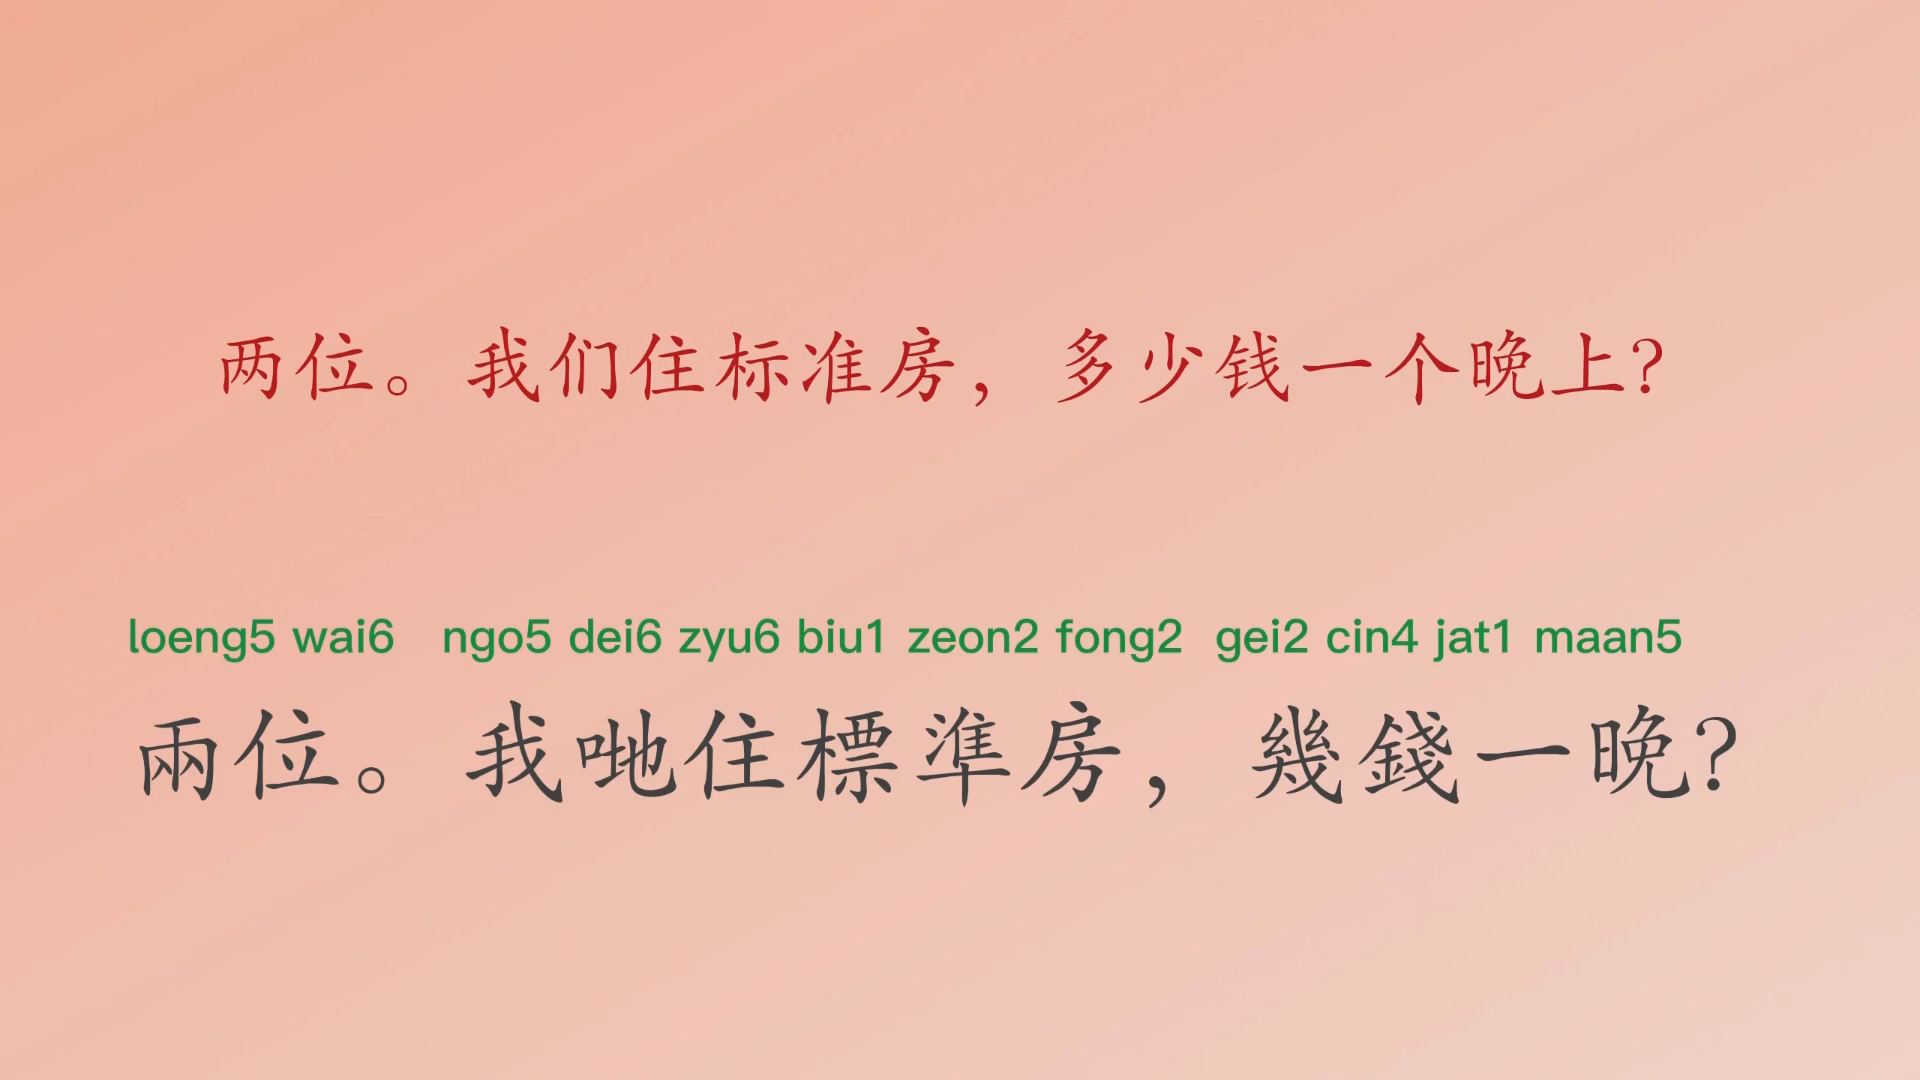 两位。我们住标准房，多少钱一个晚上?
loeng5 wai6 ngo5 dei6 zyu6 biu1 zeon2 fong2 gei2 cin4 jat1 maan5
兩位。我哋住標準房，幾錢一晚?